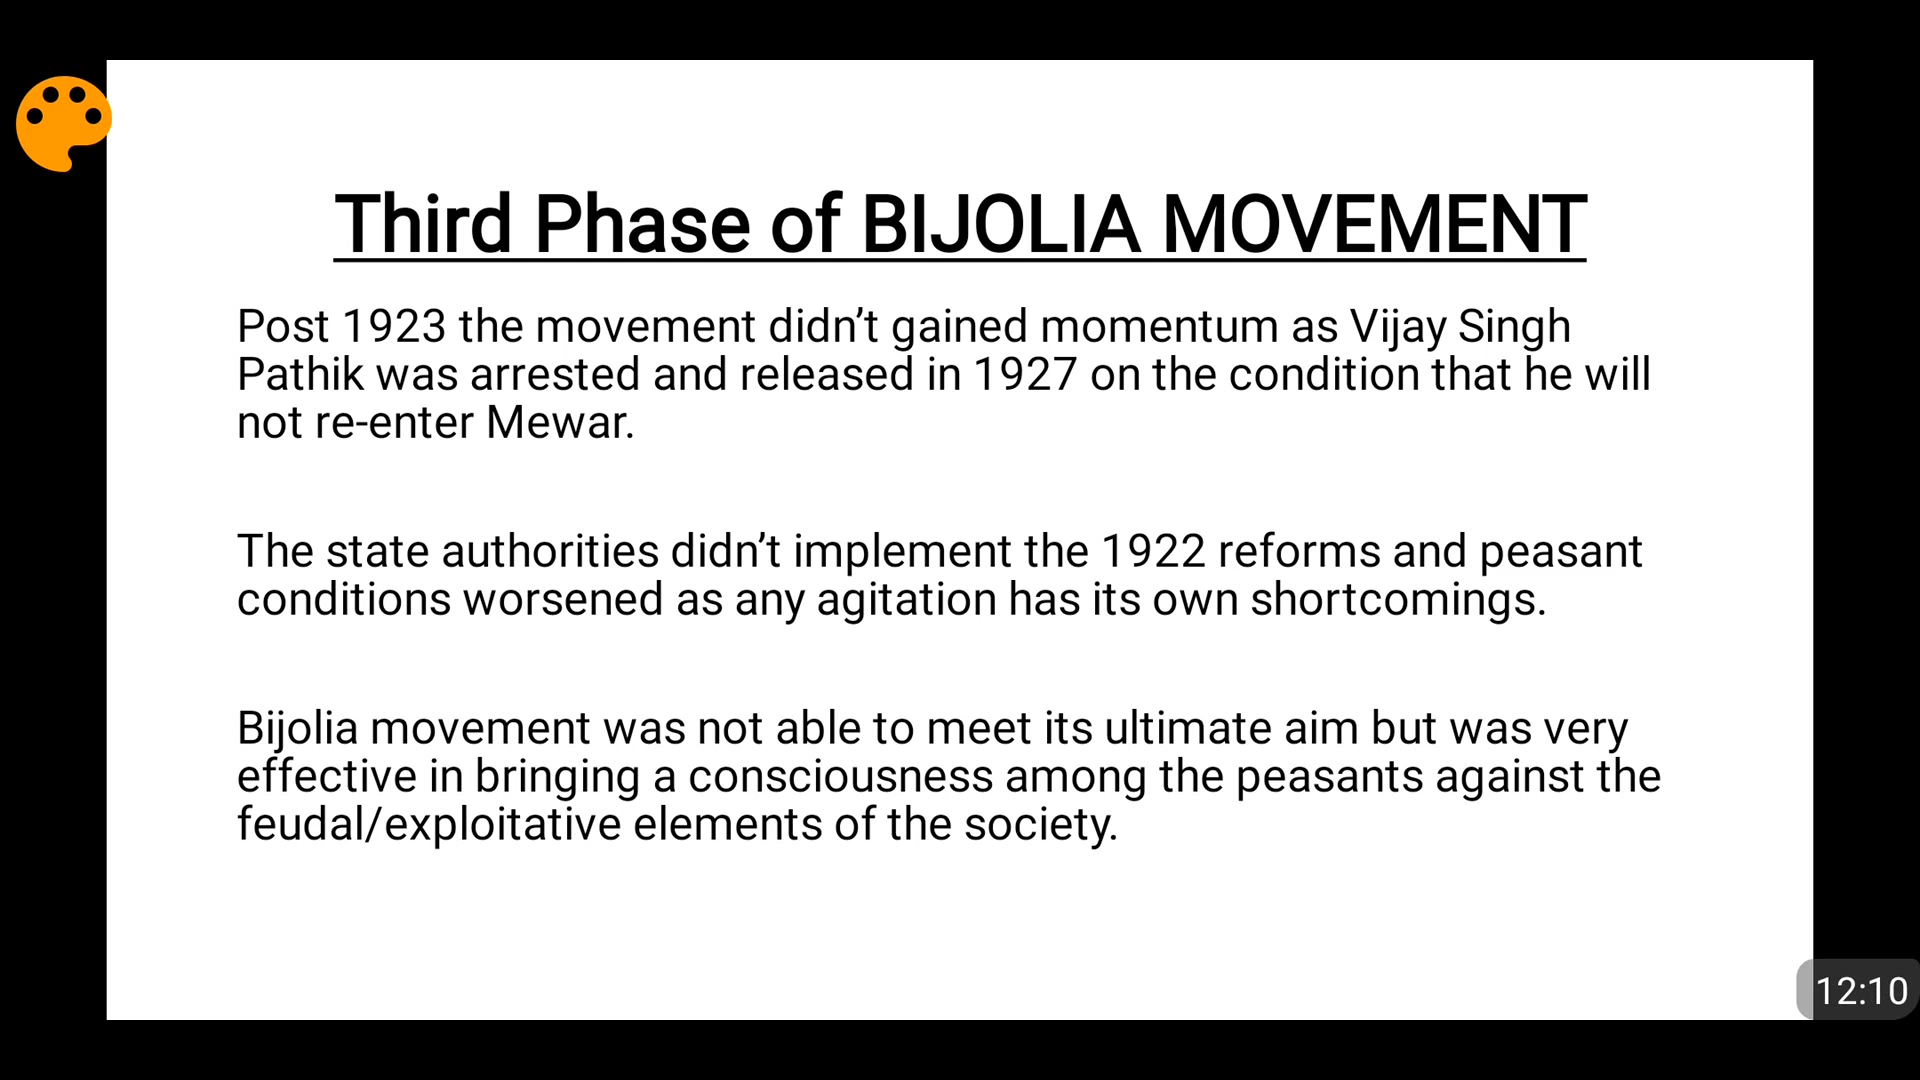 Third Phase of BIJOLIA MOVEMENT
Post 1923 the movement didn’t gained momentum as Vijay Singh
Pathik was arrested and released in 1927 on the condition that he will
not re-enter Mewar.
The state authorities didn’t implement the 1922 reforms and peasant
conditions worsened as any agitation has its own shortcomings.
Bijolia movement was not able to meet its ultimate aim but was very
effective in bringing a consciousness among the peasants against the
feudal/exploitative elements of the society.
12:10